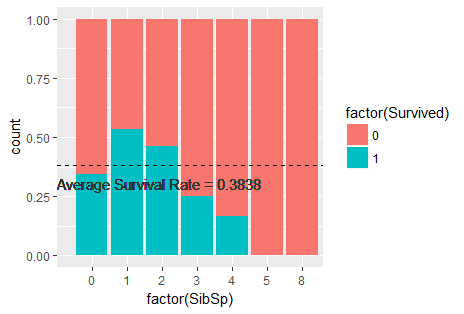 1.00
0.75
0.50
0.25
0.00
count
Average Survival Rate = 0.3838
0 1 2 3 4 5 8
factor(SibSp)
factor(Survived)
0
1